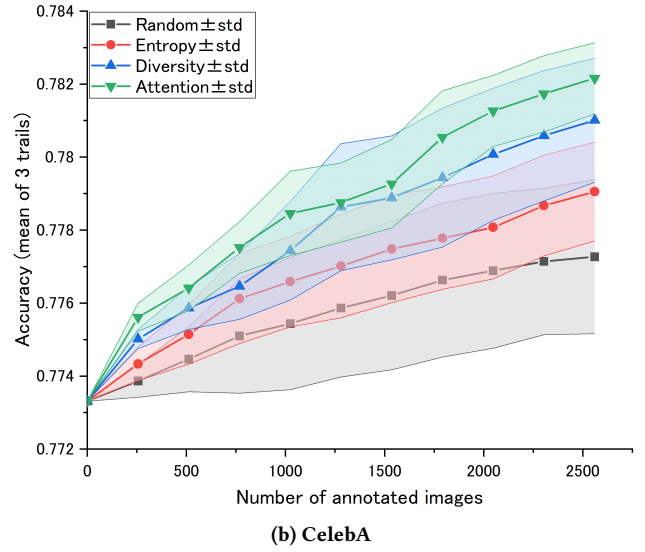 0.784
0.782
0.78
0.778
0.776
0.774
0.772
Accuracy (mean of 3 trails)
Random±std
Entropy±std
Diversity±std
Attention±std
0 500 1000 1500 2000 2500
Number of annotated images
(b) CelebA